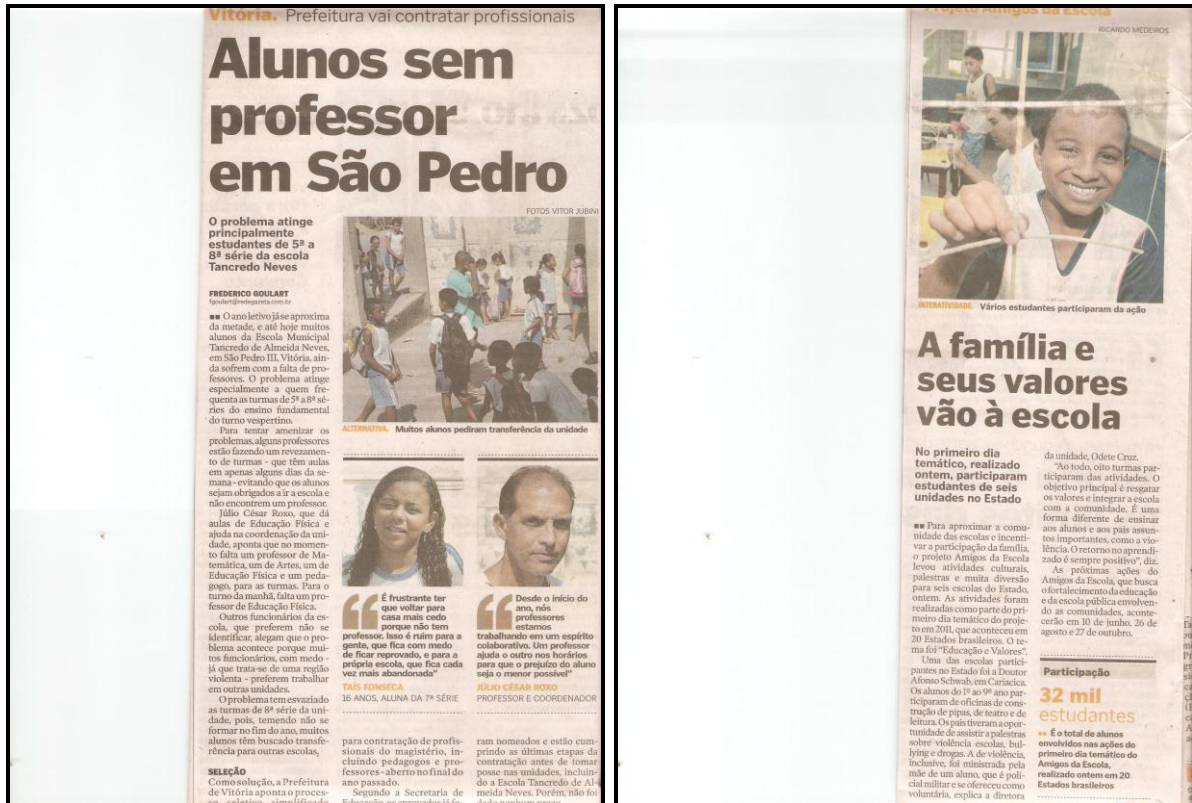 Vitória. Prefeitura vai contratar profissionais
Alunos sem
professor
em São Pedro
FOTOS VITOR JUBINI
O problema atinge
principalmente
estudantes de 5ª a
8ª série da escola
Tancredo Neves
FREDERICO GOULART
fgoulart@redegazeta.com.br
O ano letivo já se aproxima
da metade, e até hoje muitos
alunos da Escola Municipal
Tancredo de Almeida Neves,
em São Pedro III, Vitória, ain-
da sofrem com a falta de pro-
fessores. O problema atinge
especialmente a quem fre-
quenta as turmas de 5ª a 8ª sé-
ries do ensino fundamental
do turno vespertino.
Para tentar amenizar os
problemas, alguns professores
estão fazendo um revezamen-
to de turmas - que têm aulas
em apenas alguns dias da se-
mana - evitando que os alunos
sejam obrigados a ir a escola e
não encontrem um professor.
Júlio César Roxo, que dá
aulas de Educação Física e
ajuda na coordenação da uni-
dade, aponta que no momen-
to falta um professor de Ma-
temática, um de Artes, um de
Educação Física e um peda-
gogo, para as turmas. Para o
turno da manhã, falta um pro-
fessor de Educação Física.
Outros funcionários da es-
cola, que preferem não se
identificar, alegam que o pro-
blema acontece porque mui-
tos funcionários, com medo -
já que trata-se de uma região
violenta - preferem trabalhar
em outras unidades.
O problema tem esvaziado
as turmas de 8ª série da uni-
dade, pois, temendo não se
formar no fim do ano, muitos
alunos têm buscado transfe-
rência para outras escolas,
SELEÇÃO
Como solução, a Prefeitura
de Vitória aponta o proces-
so seletivo simplificado
ALTERNATIVA. Muitos alunos pediram transferência da unidade
É frustrante ter
que voltar para
casa mais cedo
porque não tem
professor. Isso é ruim para a
gente, que fica com medo
de ficar reprovado, e para a
própria escola, que fica cada
vez mais abandonada"
TAÍS FONSECA
16 ANOS, ALUNA DA 7ª SÉRIE
Desde o início do
ano, nós
professores
estamos
trabalhando em um espírito
colaborativo. Um professor
ajuda o outro nos horários
para que o prejuízo do aluno
seja o menor possível"
JÚLIO CÉSAR ROXO
PROFESSOR E COORDENADOR
para contratação de profis-
sionais do magistério, in-
cluindo pedagogos e pro-
fessores - aberto no final do
ano passado.
Segundo a Secretaria de
Educação os aprovados já fo-
ram nomeados e estão cum-
prindo as últimas etapas da
contratação antes de tomar
posse nas unidades, incluin-
do a Escola Tancredo de Al-
meida Neves. Porém, não foi
dado nenhum prazo
Projeto Amigos da Escola
RICARDO MEDEIROS
INTERATIVIDADE. Vários estudantes participaram da ação
A família e
seus valores
vão à escola
No primeiro dia
temático, realizado
ontem, participaram
estudantes de seis
unidades no Estado
Para aproximar a comu-
nidade das escolas e incenti-
var a participação da família,
o projeto Amigos da Escola
levou atividades culturais,
palestras e muita diversão
para seis escolas do Estado,
ontem. As atividades foram
realizadas como parte do pri-
meiro dia temático do proje-
to em 2011, que aconteceu em
20 Estados brasileiros. O te-
ma foi "Educação e Valores".
Uma das escolas partici-
pantes no Estado foi a Doutor
Afonso Schwab, em Cariacica.
Os alunos do 1º ao 9º ano par-
ticiparam de oficinas de cons-
trução de pipas, de teatro e de
leitura. Os pais tiveram a opor-
tunidade de assistir a palestras
sobre violência escolas, bul-
lying e drogas. A de violência,
inclusive, foi ministrada pela
mãe de um aluno, que é poli-
cial militar e se ofereceu como
voluntária, explica a diretora
da unidade, Odete Cruz.
"Ao todo, oito turmas par-
ticiparam das atividades. O
objetivo principal é resgatar
os valores e integrar a escola
com a comunidade. É uma
forma diferente de ensinar
aos alunos e aos pais assun-
tos importantes, como a vio-
lência. O retorno no aprendi-
zado é sempre positivo", diz.
As próximas ações do
Amigos da Escola, que busca
o fortalecimento da educação
e da escola pública envolven-
do as comunidades, aconte-
cerão em 10 de junho, 26 de
agosto e 27 de outubro.
Participação
32 mil
estudantes
É o total de alunos
envolvidos nas ações do
primeiro dia temático do
Amigos da Escola,
realizado ontem em 20
Estados brasileiros